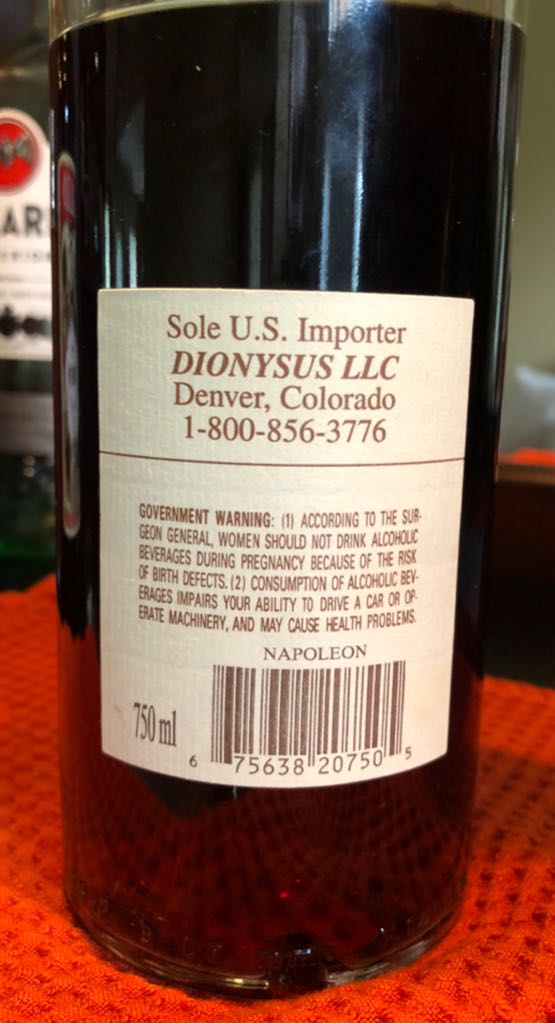 Sole U.S. Importer
DIONYSUS LLC
Denver, Colorado
1-800-856-3776
GOVERNMENT WARNING: (1) ACCORDING TO THE SUR-
GEON GENERAL, WOMEN SHOULD NOT DRINK ALCOHOLIC
BEVERAGES DURING PREGNANCY BECAUSE OF THE RISK
OF BIRTH DEFECTS. (2) CONSUMPTION OF ALCOHOLIC BEV-
ERAGES IMPAIRS YOUR ABILITY TO DRIVE A CAR OR OP-
ERATE MACHINERY, AND MAY CAUSE HEALTH PROBLEMS.
NAPOLEON
750 ml
6 75638 20750 5